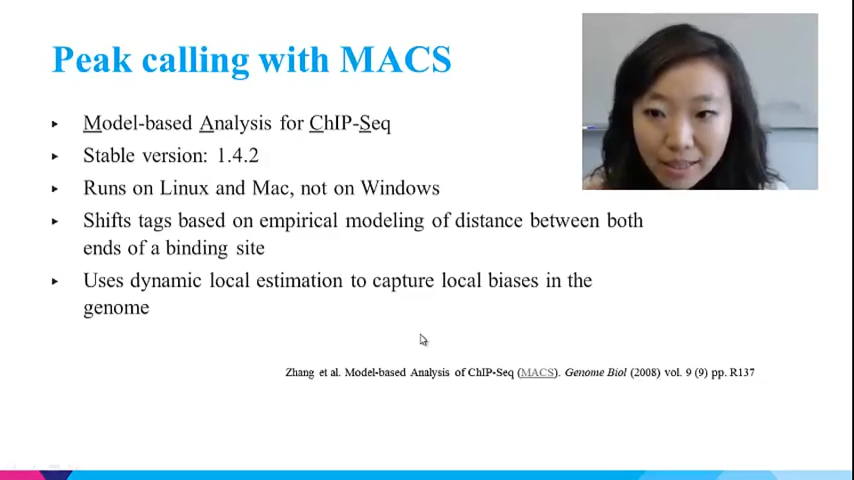 Peak calling with MACS
Model-based Analysis for ChIP-Seq
Stable version: 1.4.2
Runs on Linux and Mac, not on Windows
Shifts tags based on empirical modeling of distance between both
ends of a binding site
Uses dynamic local estimation to capture local biases in the
genome
Zhang et al. Model-based Analysis of ChIP-Seq (MACS). Genome Biol (2008) vol. 9 (9) pp. R137